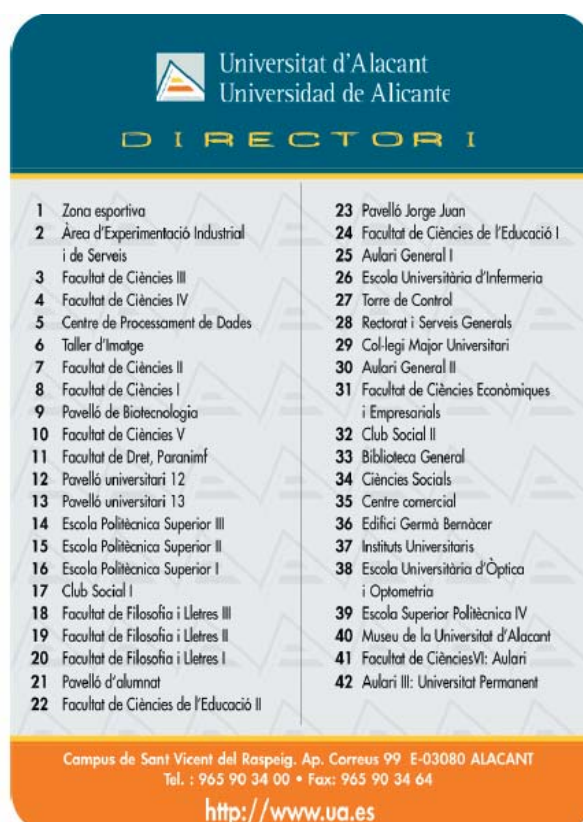 Universitat d'Alacant
Universidad de Alicante
DIRECTORI
1 Zona esportiva
2 Àrea d'Experimentació Industrial
i de Serveis
3 Facultat de Ciències III
4 Facultat de Ciències IV
5 Centre de Processament de Dades
6 Taller d'Imatge
7 Facultat de Ciències II
8 Facultat de Ciències I
9 Pavelló de Biotecnologia
10 Facultat de Ciències V
11 Facultat de Dret, Paranimf
12 Pavelló universitari 12
13 Pavelló universitari 13
14 Escola Politècnica Superior III
15 Escola Politècnica Superior II
16 Escola Politècnica Superior I
17 Club Social I
18 Facultat de Filosofia i Lletres III
19 Facultat de Filosofia i Lletres II
20 Facultat de Filosofia i Lletres I
21 Pavelló d'alumnat
22 Facultat de Ciències de l'Educació II
23 Pavelló Jorge Juan
24 Facultat de Ciències de l'Educació I
25 Aulari General I
26 Escola Universitària d'Infermeria
27 Torre de Control
28 Rectorat i Serveis Generals
29 Col·legi Major Universitari
30 Aulari General II
31 Facultat de Ciències Econòmiques
i Empresarials
32 Club Social II
33 Biblioteca General
34 Ciències Socials
35 Centre comercial
36 Edifici Germà Bernàcer
37 Instituts Universitaris
38 Escola Universitària d'Òptica
i Optometria
39 Escola Superior Politècnica IV
40 Museu de la Universitat d'Alacant
41 Facultat de CiènciesVI: Aulari
42 Aulari III: Universitat Permanent
Campus de Sant Vicent del Raspeig. Ap. Correus 99 E-03080 ALACANT
Tel. : 965 90 34 00 • Fax: 965 90 34 64
http://www.ua.es